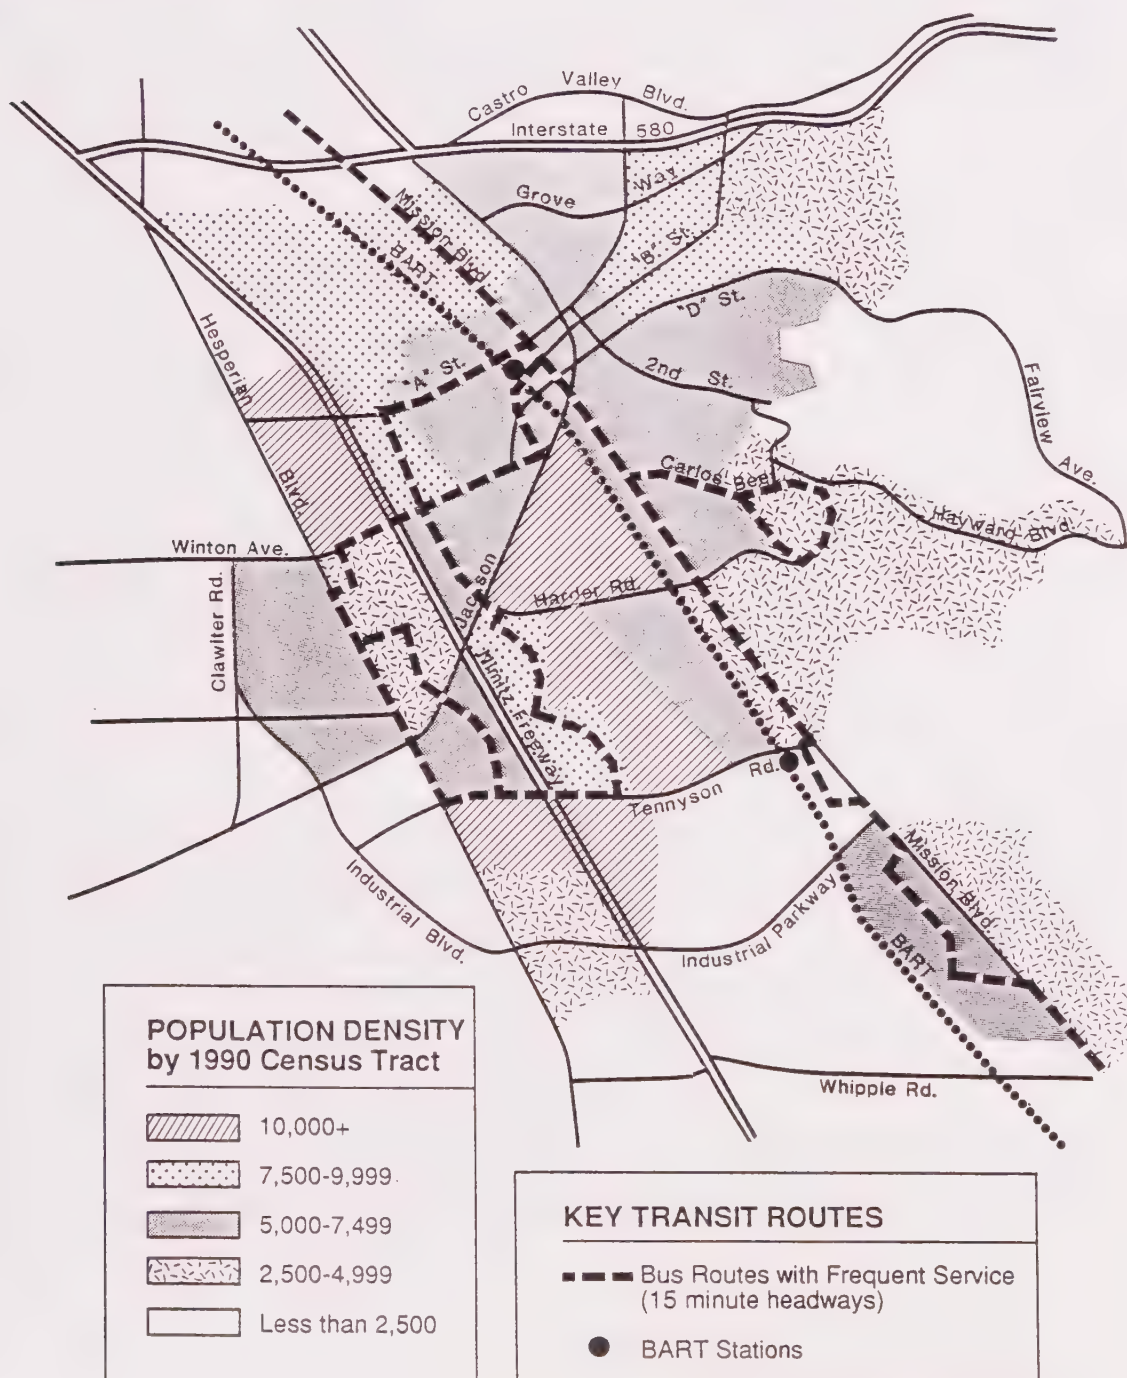 Castro Valley Blvd.
Interstate 580
Grove Way
Mission Blvd.
BART
"B" St.
"D" St.
Hesperian Blvd.
"A" St.
2nd St.
Fairview Ave.
Carlos Bee
Hayward Blvd.
Winton Ave.
Clawiter Rd.
Jackson
Harder Rd.
Nimitz Freeway
Tennyson Rd.
Industrial Blvd.
Industrial Parkway
Mission Blvd.
BART
Whipple Rd.
POPULATION DENSITY
by 1990 Census Tract
10,000+
7,500-9,999
5,000-7,499
2,500-4,999
Less than 2,500
KEY TRANSIT ROUTES
Bus Routes with Frequent Service
(15 minute headways)
BART Stations